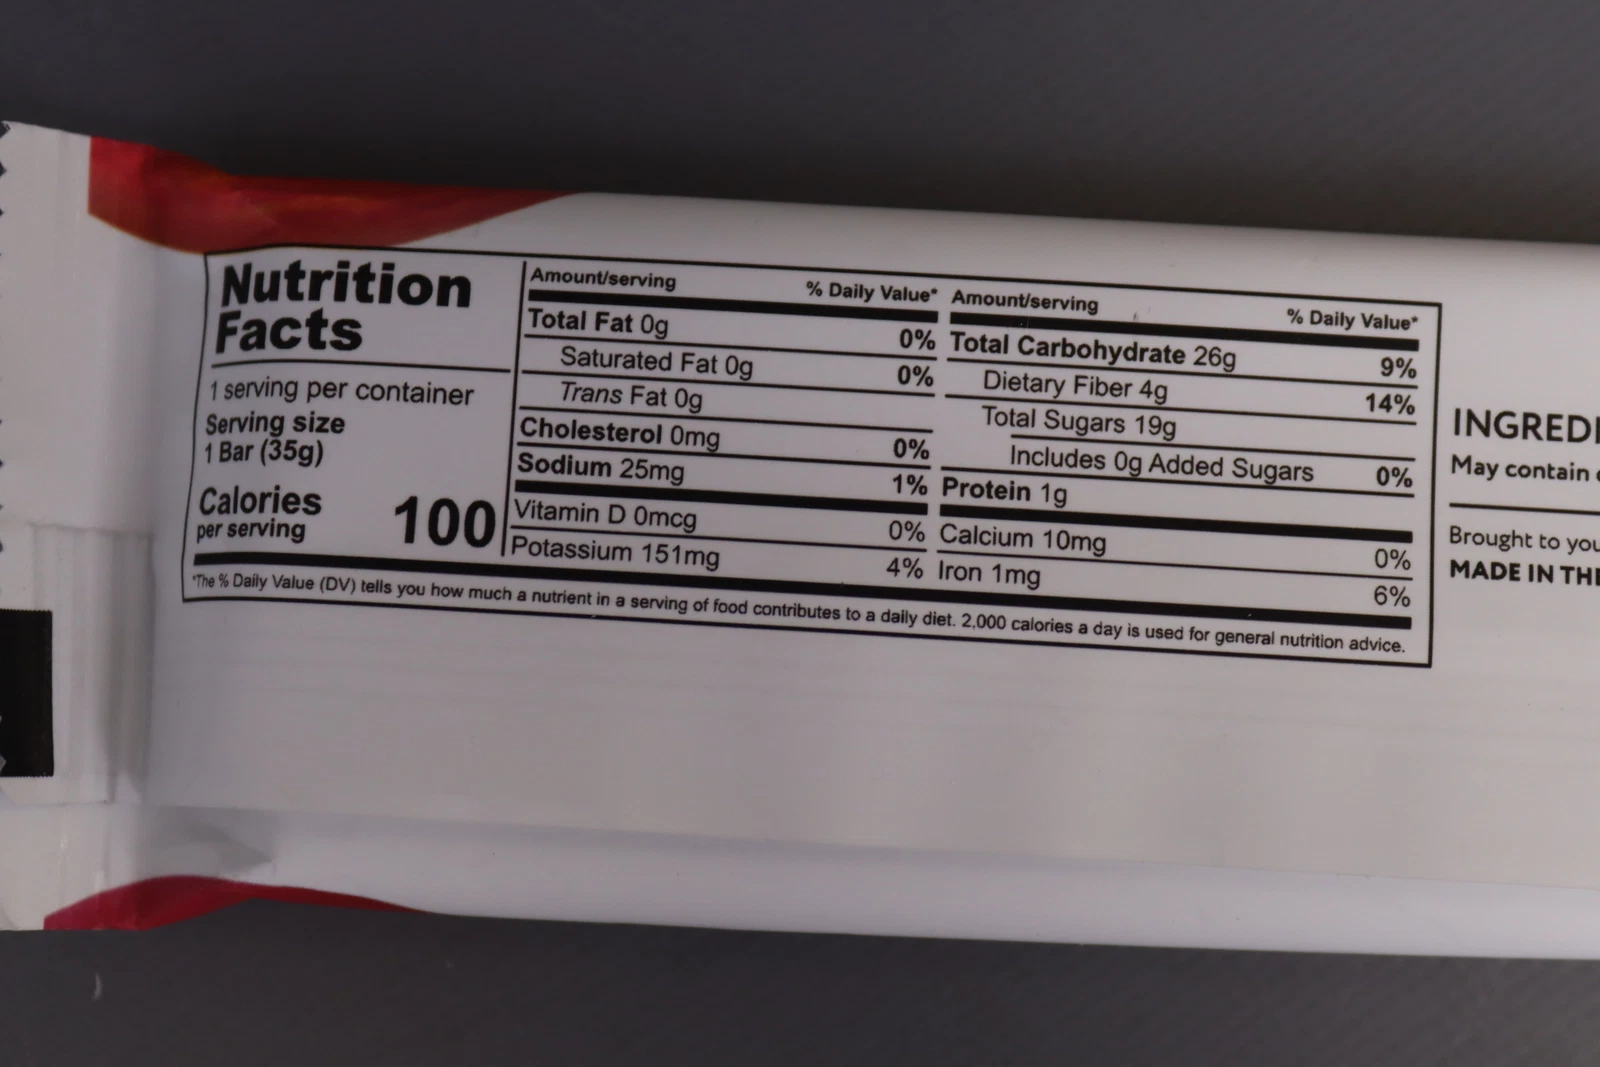 Nutrition
Facts
1 serving per container
Serving size
1 Bar (35g)
Calories
per serving
100
Amount/serving % Daily Value*
Total Fat 0g 0%
Saturated Fat 0g 0%
Trans Fat 0g
Cholesterol 0mg 0%
Sodium 25mg 1%
Vitamin D 0mcg 0%
Potassium 151mg 4%
Amount/serving % Daily Value*
Total Carbohydrate 26g 9%
Dietary Fiber 4g 14%
Total Sugars 19g
Includes 0g Added Sugars 0%
Protein 1g
Calcium 10mg 0%
Iron 1mg 6%
*The % Daily Value (DV) tells you how much a nutrient in a serving of food contributes to a daily diet. 2,000 calories a day is used for general nutrition advice.
May contain
Brought to
MADE IN